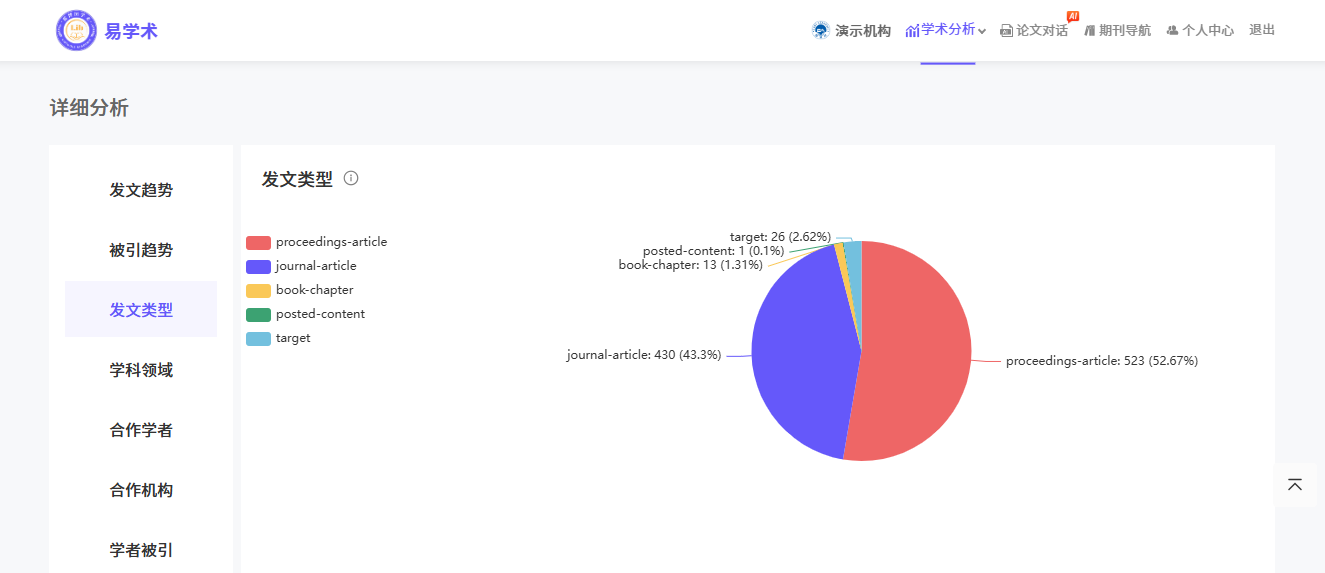 易学术
演示机构 学术分析 论文对话 AI 期刊导航 个人中心 退出
详细分析
发文趋势
被引趋势
发文类型
学科领域
合作学者
合作机构
学者被引
发文类型
proceedings-article
journal-article
book-chapter
posted-content
target
target: 26 (2.62%)
posted-content: 1 (0.1%)
book-chapter: 13 (1.31%)
journal-article: 430 (43.3%)
proceedings-article: 523 (52.67%)